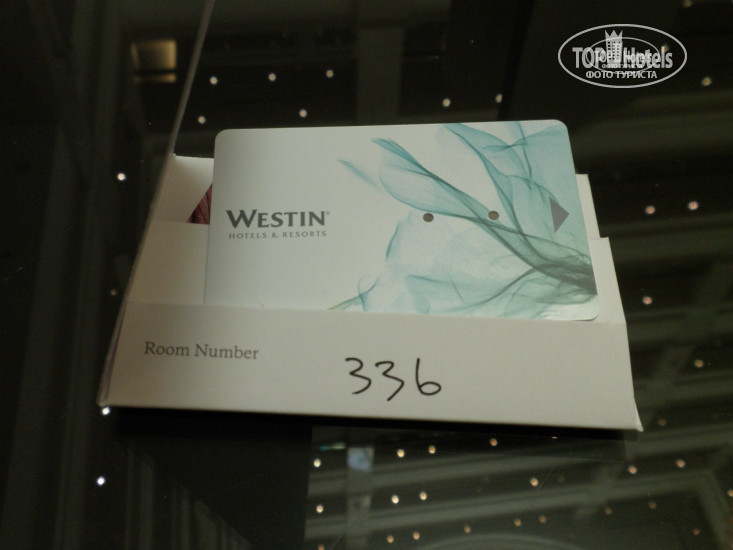 TOP Hotels
ФОТО ТУРИСТА
WESTIN®
HOTELS & RESORTS
Room Number
336